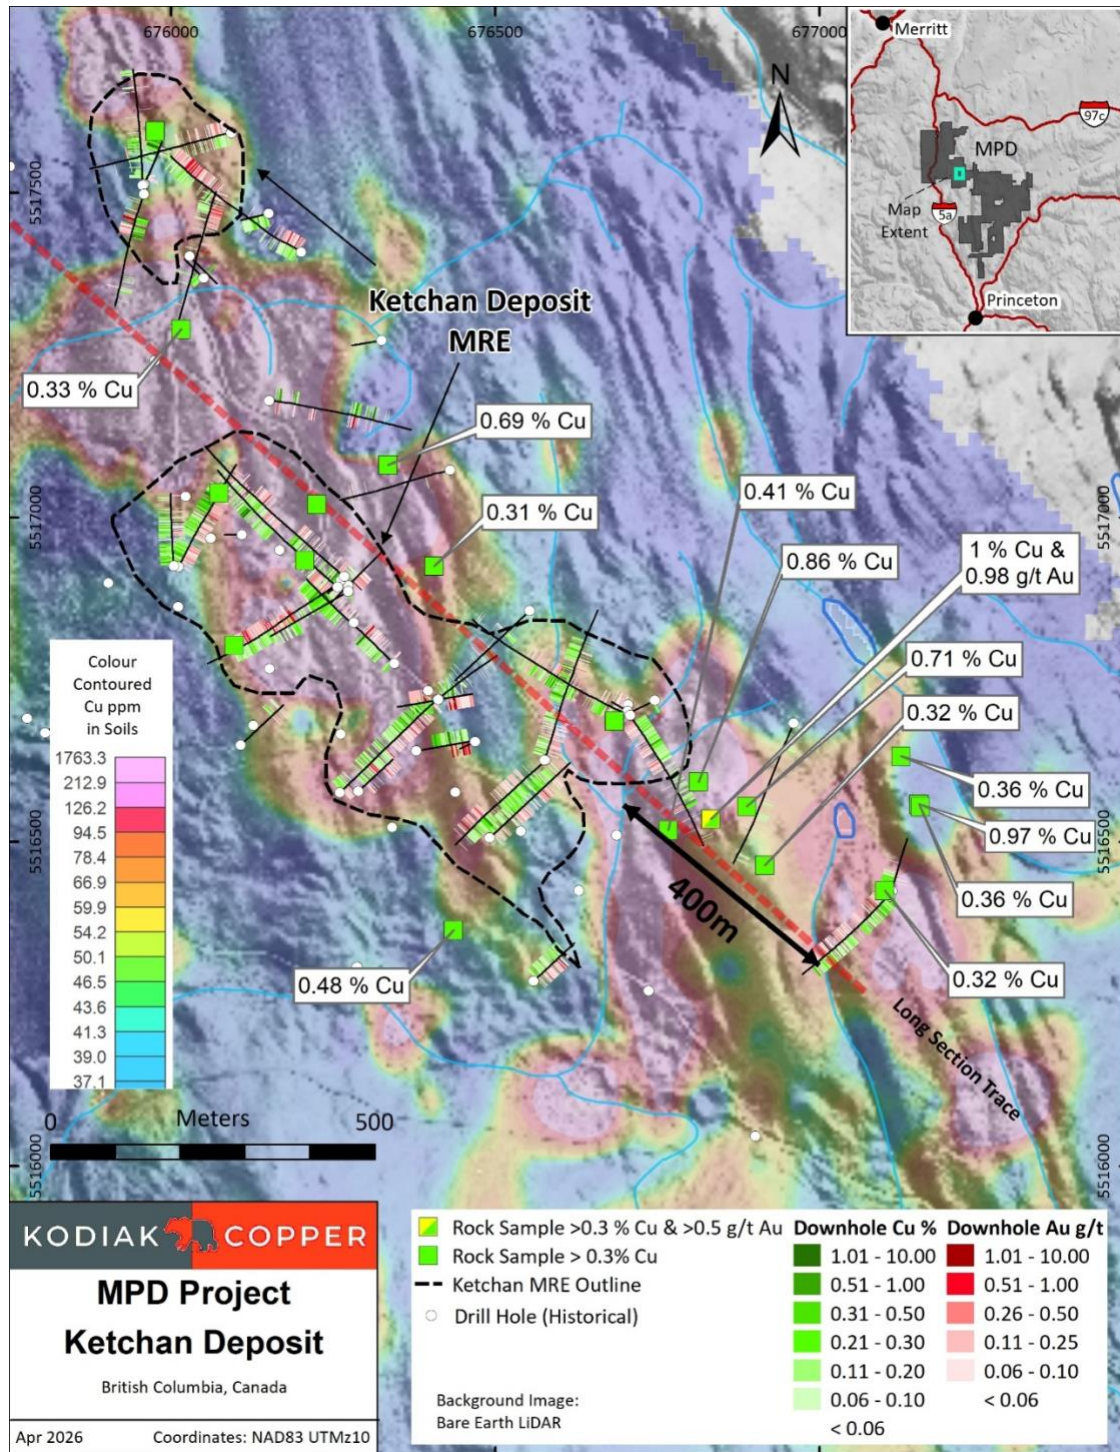 676000
676500
677000
5517500
5517000
5516500
5516000
5517000
5516500
5516000
N
Merritt
97c
MPD
Map
Extent
5a
Princeton
Ketchan Deposit
MRE
0.33 % Cu
0.69 % Cu
0.31 % Cu
0.41 % Cu
0.86 % Cu
1 % Cu &
0.98 g/t Au
0.71 % Cu
0.32 % Cu
0.36 % Cu
0.97 % Cu
0.36 % Cu
0.32 % Cu
0.48 % Cu
400m
Long Section Trace
Colour
Contoured
Cu ppm
in Soils
1763.3
212.9
126.2
94.5
78.4
66.9
59.9
54.2
50.1
46.5
43.6
41.3
39.0
37.1
0 Meters 500
KODIAK COPPER
MPD Project
Ketchan Deposit
British Columbia, Canada
Apr 2026 Coordinates: NAD83 UTMz10
Rock Sample >0.3 % Cu & >0.5 g/t Au
Rock Sample > 0.3% Cu
Ketchan MRE Outline
Drill Hole (Historical)
Background Image:
Bare Earth LiDAR
Downhole Cu %
1.01 - 10.00
0.51 - 1.00
0.31 - 0.50
0.21 - 0.30
0.11 - 0.20
0.06 - 0.10
< 0.06
Downhole Au g/t
1.01 - 10.00
0.51 - 1.00
0.26 - 0.50
0.11 - 0.25
0.06 - 0.10
< 0.06